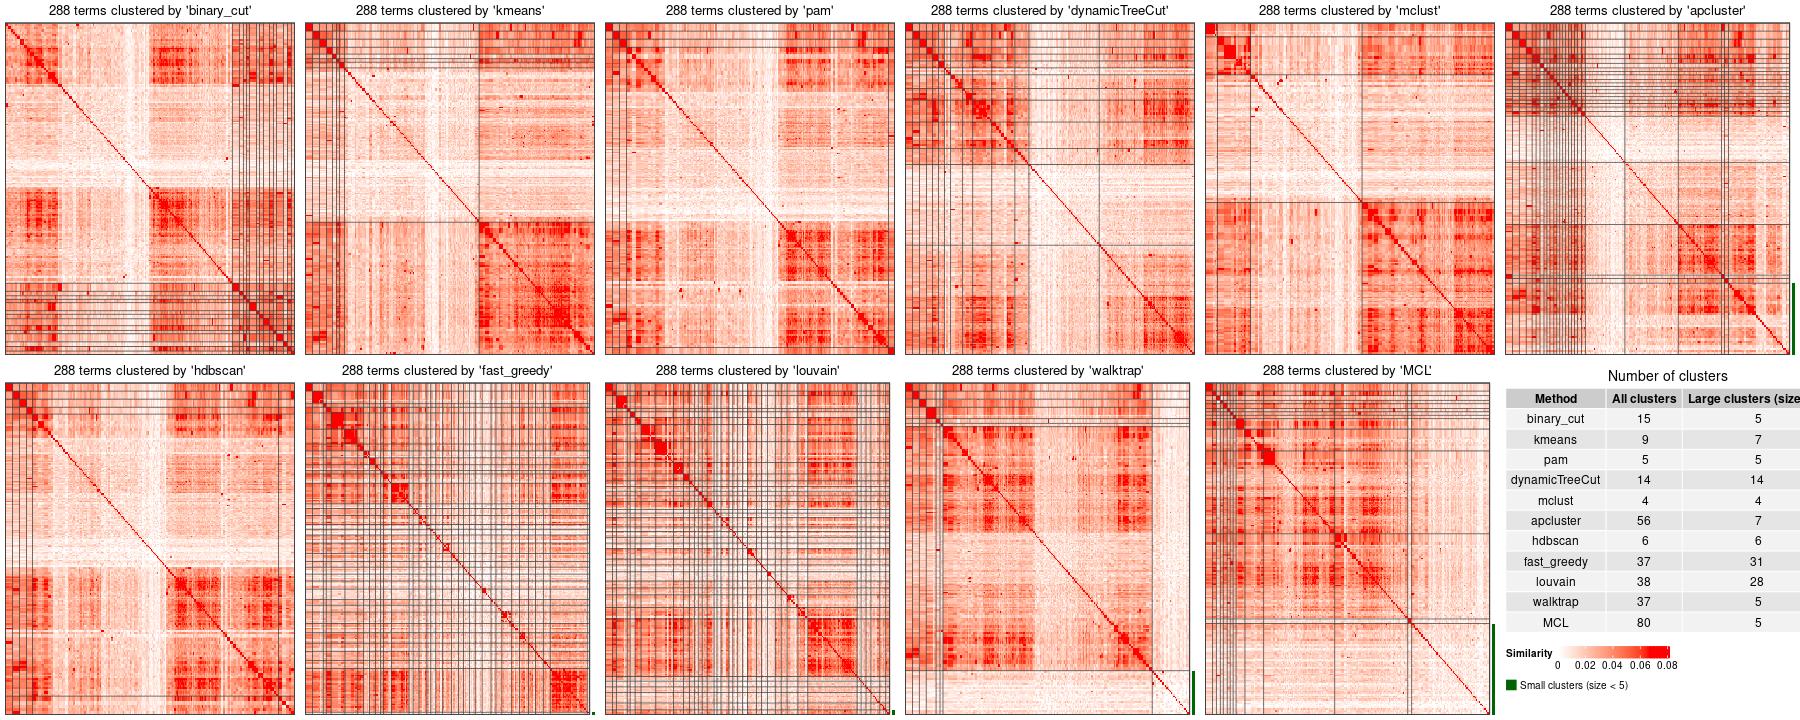 288 terms clustered by 'binary_cut'
288 terms clustered by 'kmeans'
288 terms clustered by 'pam'
288 terms clustered by 'dynamicTreeCut'
288 terms clustered by 'mclust'
288 terms clustered by 'apcluster'
288 terms clustered by 'hdbscan'
288 terms clustered by 'fast_greedy'
288 terms clustered by 'louvain'
288 terms clustered by 'walktrap'
288 terms clustered by 'MCL'
Number of clusters
Method All clusters Large clusters (size
binary_cut 15 5
kmeans 9 7
pam 5 5
dynamicTreeCut 14 14
mclust 4 4
apcluster 56 7
hdbscan 6 6
fast_greedy 37 31
louvain 38 28
walktrap 37 5
MCL 80 5
Similarity
0 0.02 0.04 0.06 0.08
Small clusters (size < 5)